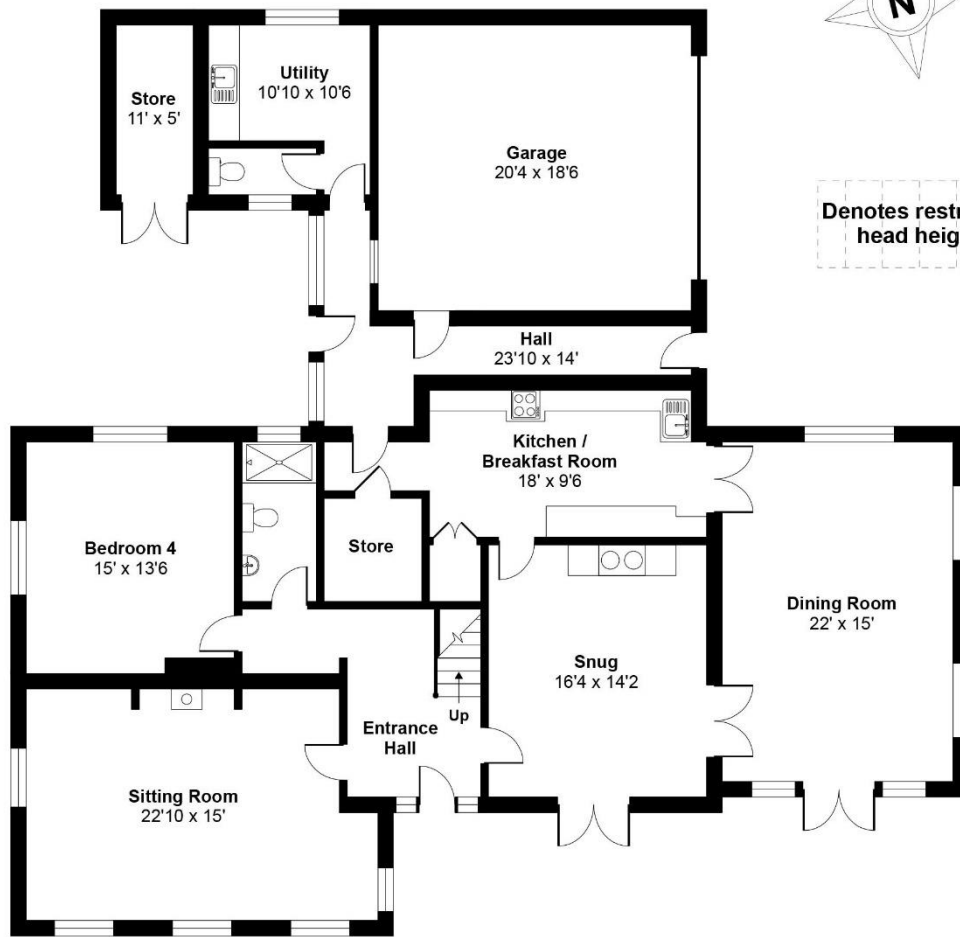 N
Utility
10'10 x 10'6
Store
11' x 5'
Garage
20'4 x 18'6
Denotes
head
Hall
23'10 x 14'
Kitchen /
Breakfast Room
18' x 9'6
Bedroom 4
15' x 13'6
Store
Dining Room
22' x 15'
Snug
16'4 x 14'2
Up
Entrance
Hall
Sitting Room
22'10 x 15'